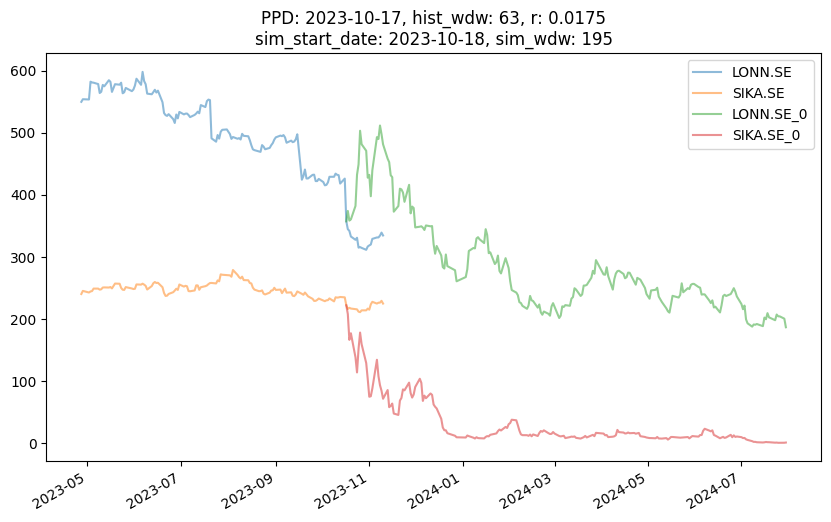 PPD: 2023-10-17, hist_wdw: 63, r: 0.0175
sim_start_date: 2023-10-18, sim_wdw: 195
LONN.SE
SIKA.SE
LONN.SE_0
SIKA.SE_0
600
500
400
300
200
100
0
2023-05
2023-07
2023-09
2023-11
2024-01
2024-03
2024-05
2024-07